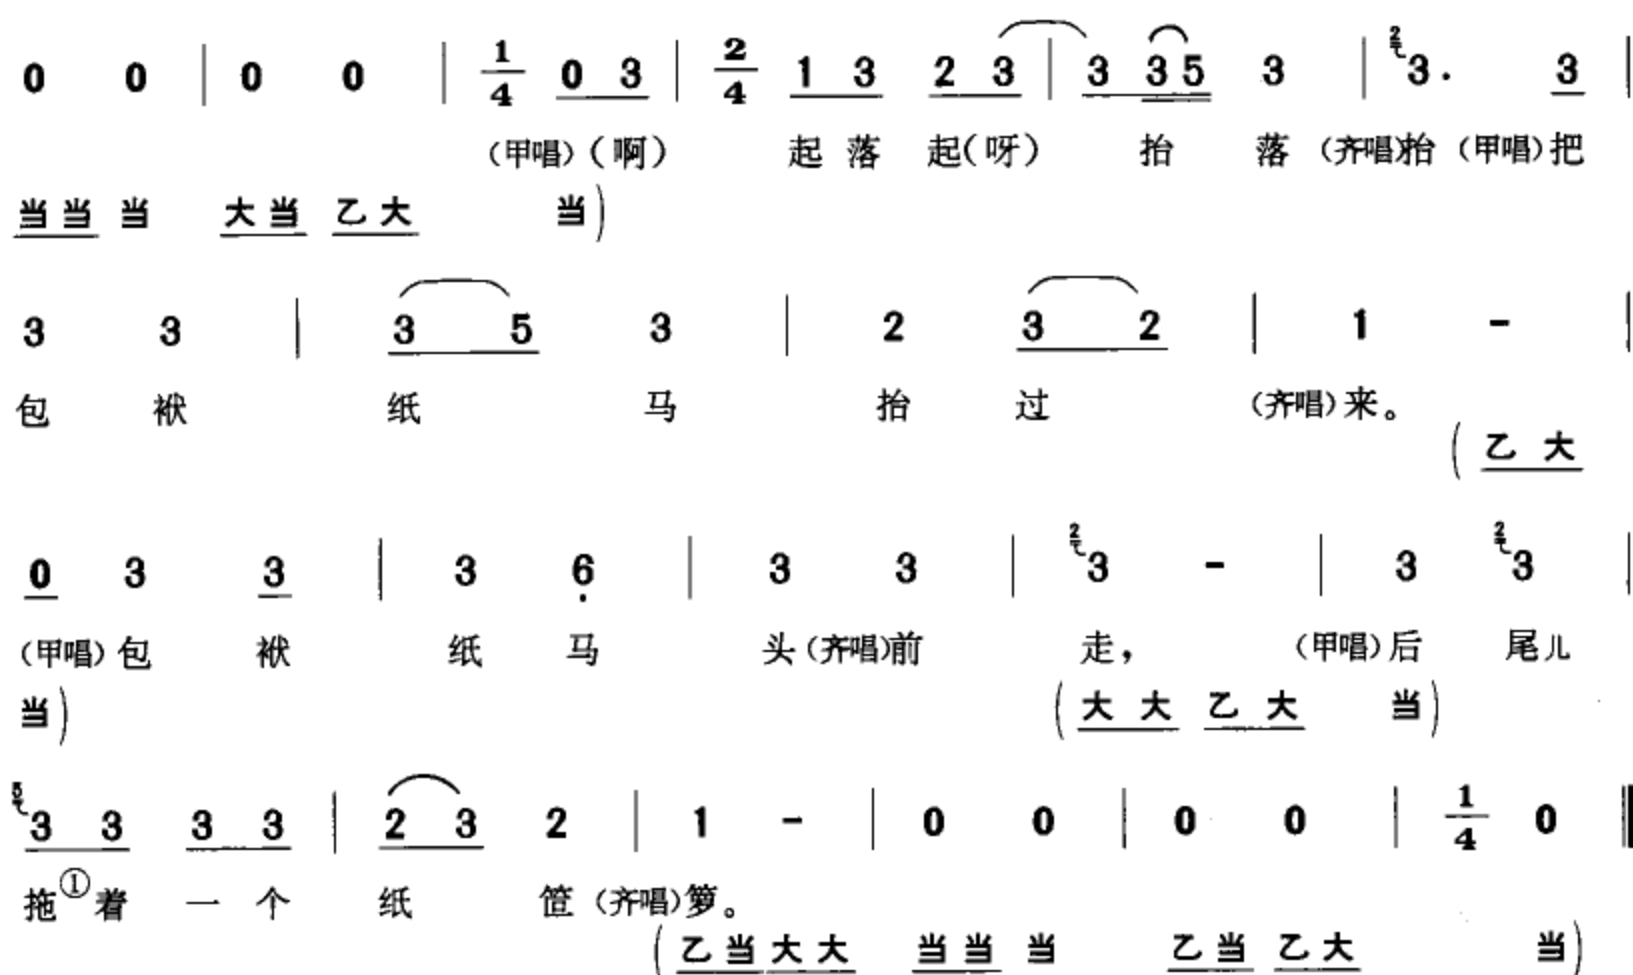 0 0 | 0 0 | 1/4 0 3 | 2/4 1 3 2 3 | 3 3 5 3 | 2 3. 3 |
(甲唱)(啊) 起 落 起(呀) 抬 落 (齐唱)抬 (甲唱)把
当当 当 大当 乙大 当)
3 3 | 3 5 3 | 2 3 2 | 1 - |
包 袱 纸 马 抬 过 (齐唱)来。
(乙 大
0 3 3 | 3 6̣ | 3 3 | 2 3 - | 3 2 3 |
(甲唱)包 袱 纸 马 头(齐唱)前 走, (甲唱)后 尾儿
当) (大 大 乙 大 当)
5 3 3 3 3 | 2 3 2 | 1 - | 0 0 | 0 0 | 1/4 0 ‖
拖①着 一 个 纸 笸 (齐唱)箩。
(乙当大大 当当 当 乙当 乙大 当)